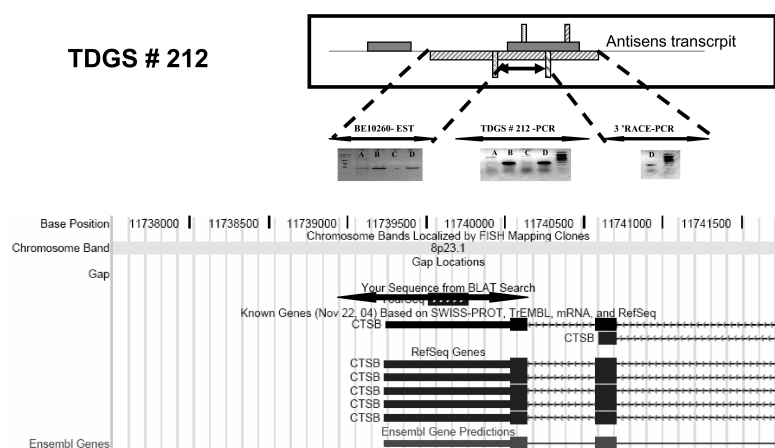 TDGS # 212
Antisens transcrpit
BE10260- EST
TDGS # 212 -PCR
3 'RACE-PCR
A B C D
A B C D
D
Base Position 11738000 11738500 11739000 11739500 11740000 11740500 11741000 11741500
Chromosome Bands Localized by FISH Mapping Clones
Chromosome Band 8p23.1
Gap Locations
Gap
Your Sequence from BLAT Search
YourSeq
Known Genes (Nov 22, 04) Based on SWISS-PROT, TrEMBL, mRNA, and RefSeq
CTSB
CTSB
RefSeq Genes
CTSB
CTSB
CTSB
CTSB
CTSB
Ensembl Gene Predictions
Ensembl Genes